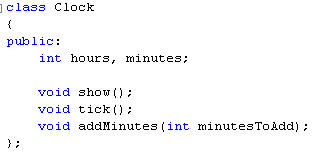 class Clock
{
public:
    int hours, minutes;

    void show();
    void tick();
    void addMinutes(int minutesToAdd);
};